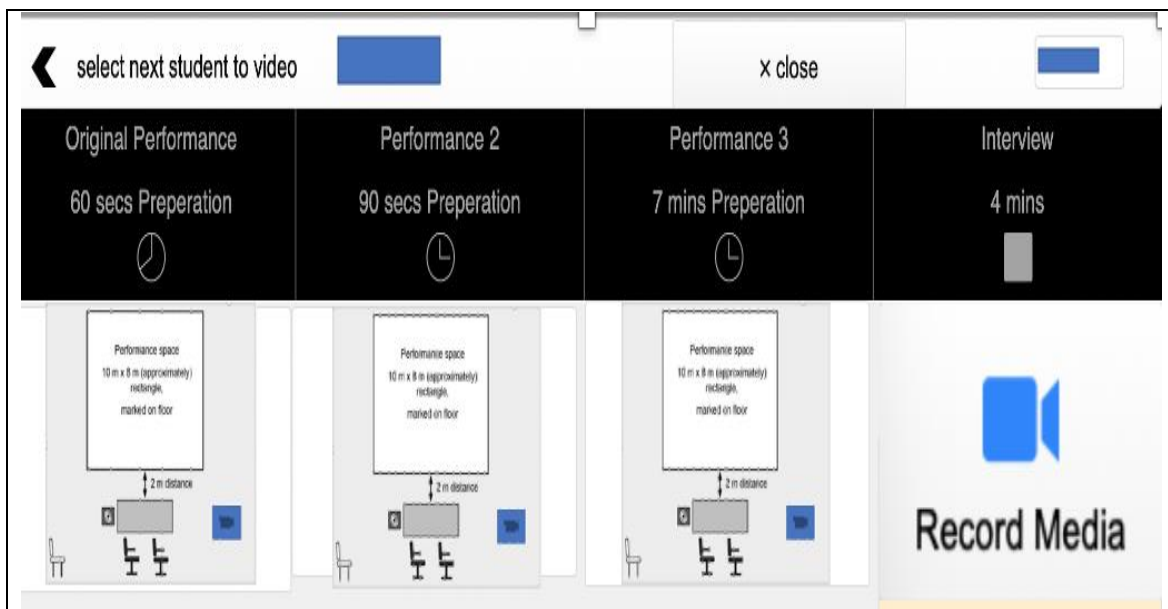 select next student to video
× close
Original Performance
60 secs Preperation
Performance 2
90 secs Preperation
Performance 3
7 mins Preperation
Interview
4 mins
Performance space
10 m x 8 m (approximately)
rectangle,
marked on floor
2 m distance
Performance space
10 m x 8 m (approximately)
rectangle,
marked on floor
2 m distance
Performance space
10 m x 8 m (approximately)
rectangle,
marked on floor
2 m distance
Record Media